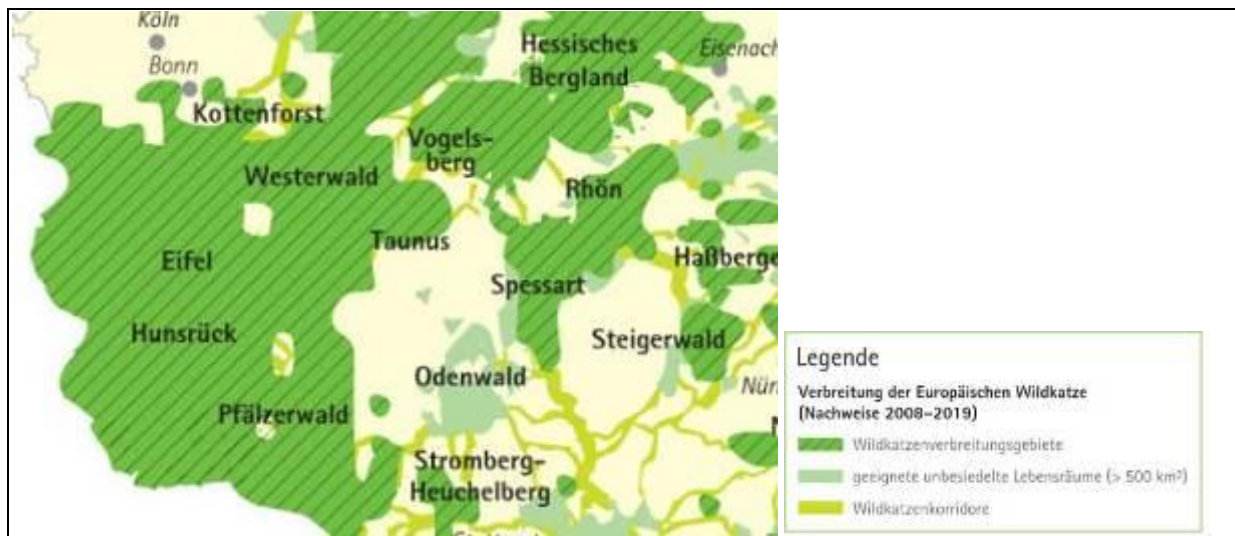 Köln
Hessisches
Bergland
Eisenach
Bonn
Kottenforst
Vogels-
berg
Westerwald
Rhön
Taunus
Eifel
Haßberge
Spessart
Hunsrück
Steigerwald
Odenwald
Nür
Pfälzerwald
N
Stromberg-
Heuchelberg
Legende
Verbreitung der Europäischen Wildkatze
(Nachweise 2008–2019)
Wildkatzenverbreitungsgebiete
geeignete unbesiedelte Lebensräume (> 500 km²)
Wildkatzenkorridore